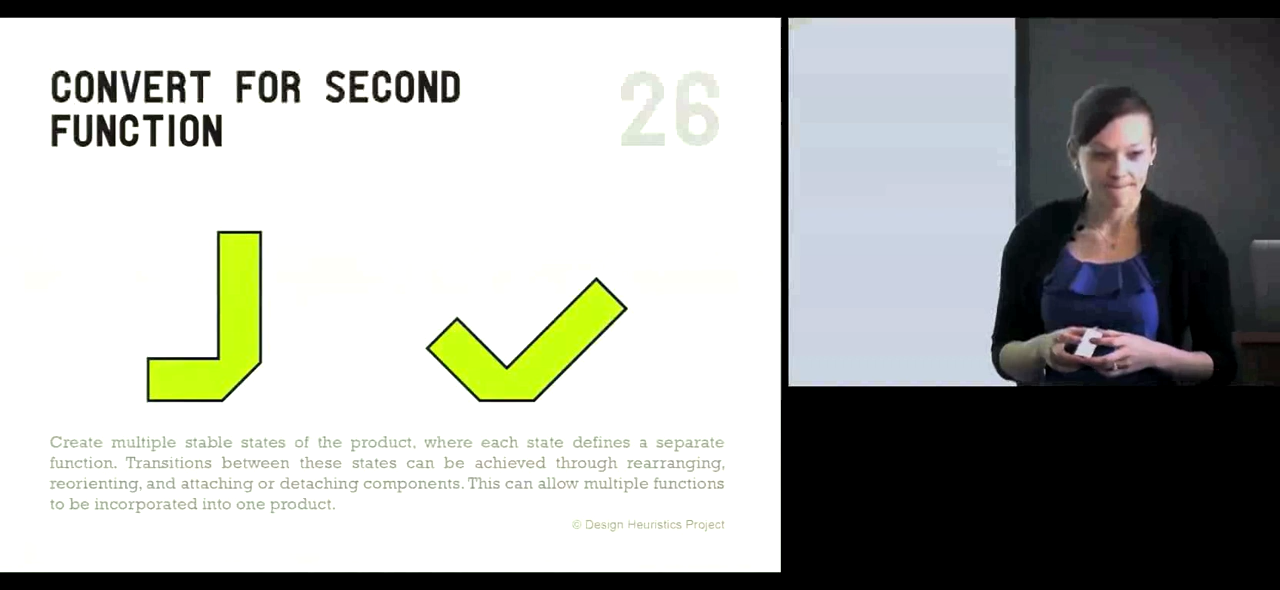 CONVERT FOR SECOND
FUNCTION
26
Create multiple stable states of the product, where each state defines a separate
function. Transitions between these states can be achieved through rearranging,
reorienting, and attaching or detaching components. This can allow multiple functions
to be incorporated into one product.
© Design Heuristics Project